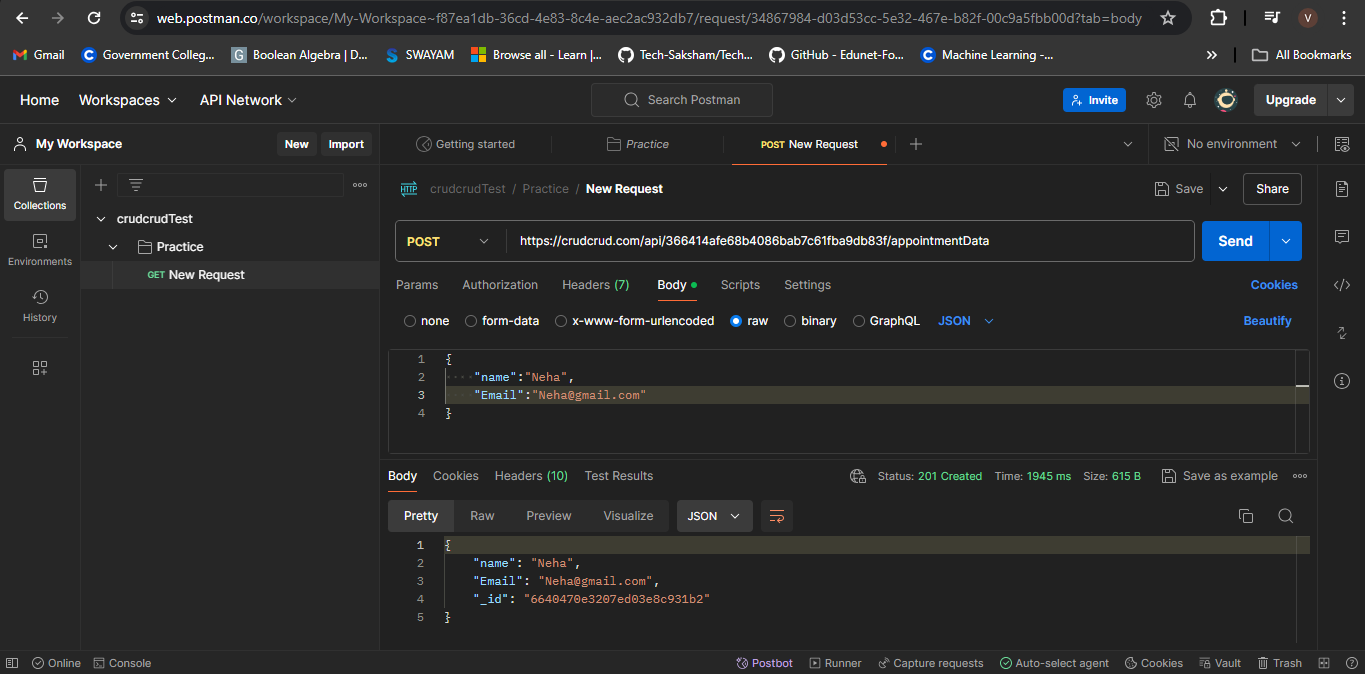 web.postman.co/workspace/My-Workspace~f87ea1db-36cd-4e83-8c4e-aec2ac932db7/request/34867984-d03d53cc-5e32-467e-b82f-00c9a5fbb00d?tab=body V
Gmail Government Colleg... Boolean Algebra | D... SWAYAM Browse all - Learn |... Tech-Saksham/Tech... GitHub - Edunet-Fo... Machine Learning -... » All Bookmarks
Home Workspaces API Network Search Postman Invite Upgrade
My Workspace New Import Getting started Practice POST New Request No environment
Collections
crudcrudTest / Practice / New Request Save Share
crudcrudTest
Practice
GET New Request
Environments
History
POST https://crudcrud.com/api/366414afe68b4086bab7c61fba9db83f/appointmentData Send
Params Authorization Headers (7) Body Scripts Settings Cookies
none form-data x-www-form-urlencoded raw binary GraphQL JSON Beautify
1 {
2 "name":"Neha",
3 "Email":"Neha@gmail.com"
4 }
Body Cookies Headers (10) Test Results Status: 201 Created Time: 1945 ms Size: 615 B Save as example
Pretty Raw Preview Visualize JSON
1 {
2 "name": "Neha",
3 "Email": "Neha@gmail.com",
4 "_id": "6640470e3207ed03e8c931b2"
5 }
Online Console Postbot Runner Capture requests Auto-select agent Cookies Vault Trash